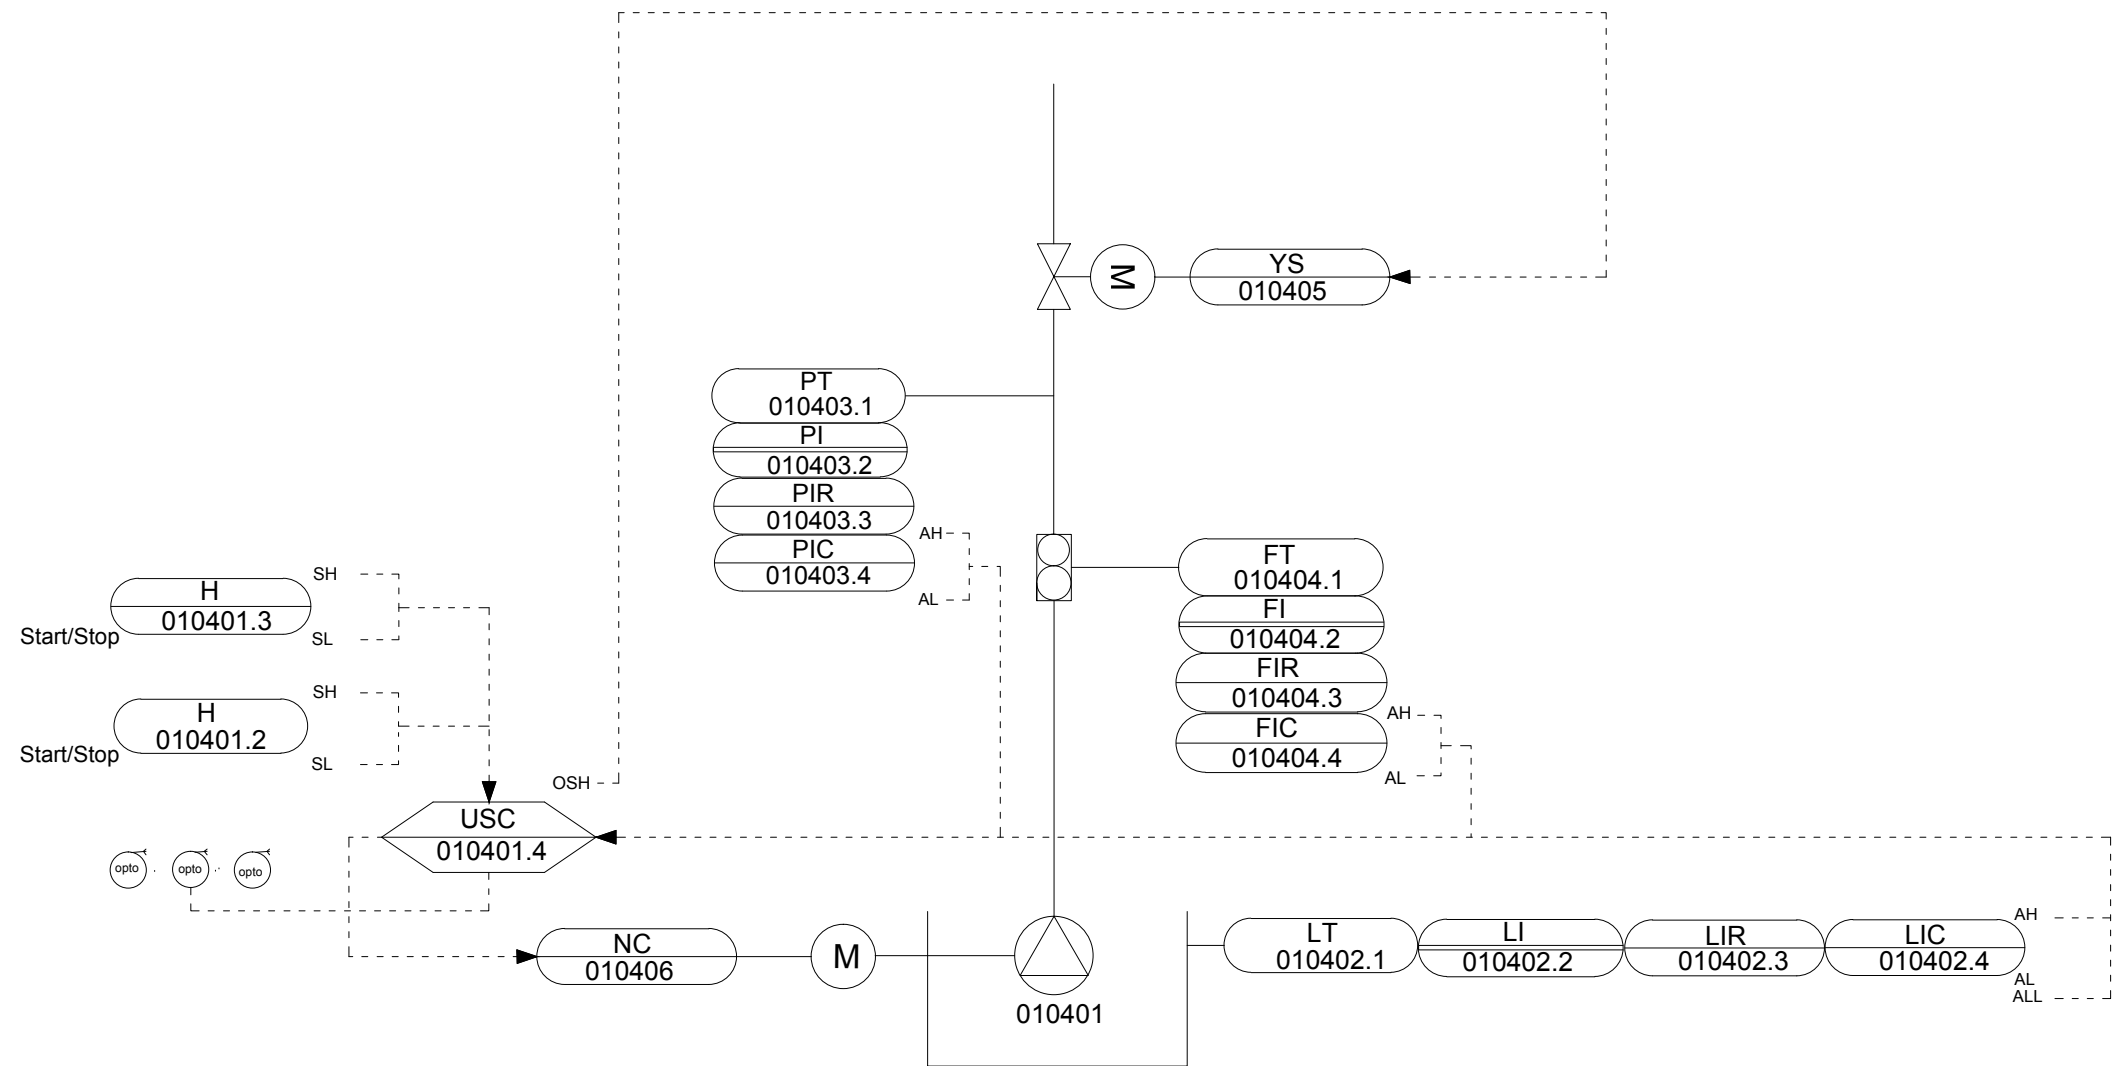 YS
010405
M
PT
010403.1
PI
010403.2
PIR
010403.3
PIC
010403.4
AH
AL
FT
010404.1
FI
010404.2
FIR
010404.3
FIC
010404.4
AH
AL
SH
H
010401.3
Start/Stop
SL
SH
H
010401.2
Start/Stop
SL
OSH
USC
010401.4
opto
opto
opto
NC
010406
M
010401
LT
010402.1
LI
010402.2
LIR
010402.3
LIC
010402.4
AH
AL
ALL